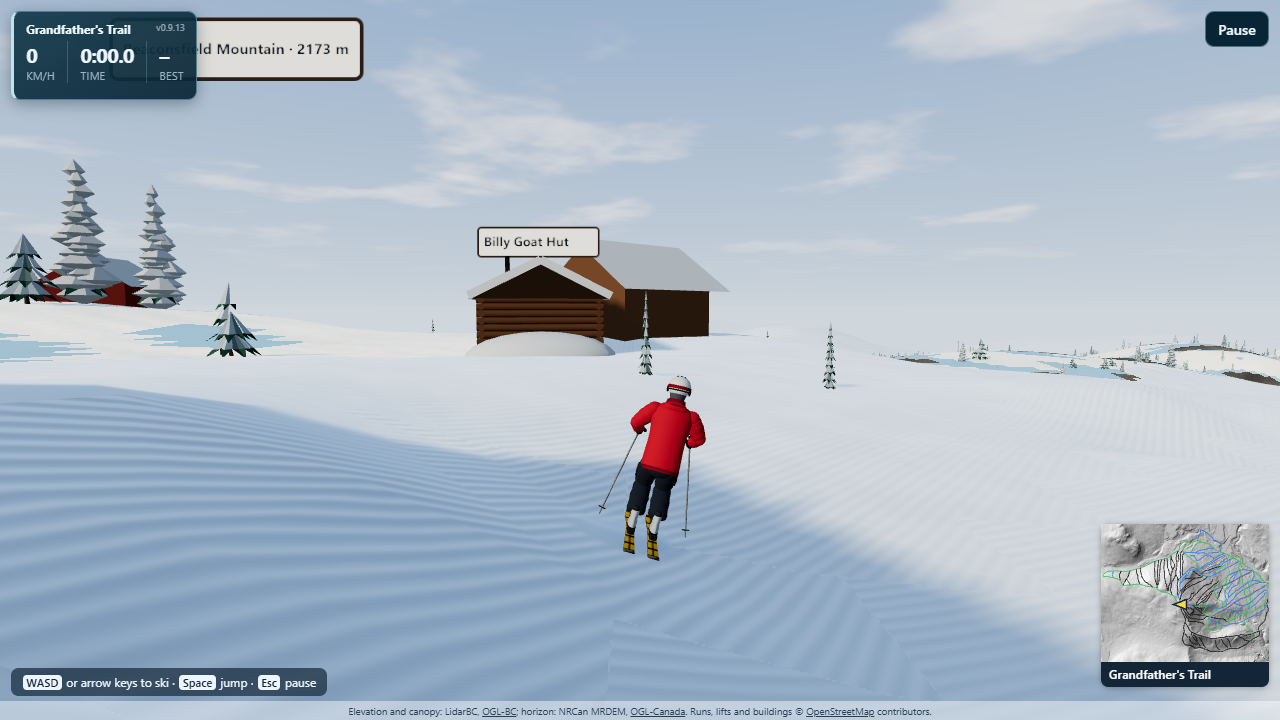 Grandfather's Trail v0.9.13
0 0:00.0 –
KM/H TIME BEST
Mountain · 2173 m
Pause
Billy Goat Hut
Grandfather's Trail
WASD or arrow keys to ski · Space jump · Esc pause
Elevation and canopy: LidarBC, OGL-BC; horizon: NRCan MRDEM, OGL-Canada. Runs, lifts and buildings © OpenStreetMap contributors.